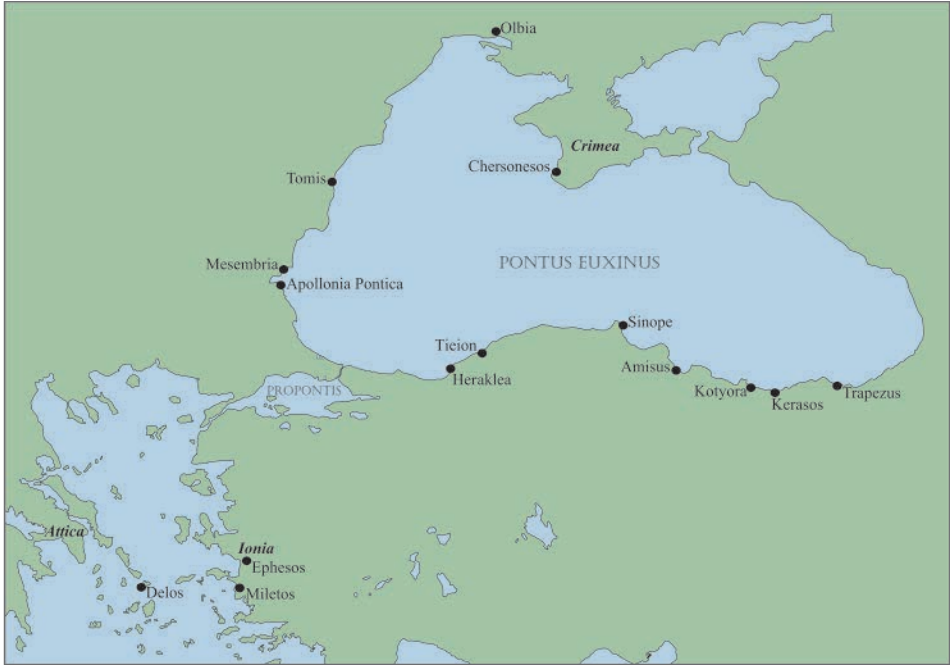 Olbia
Crimea
Chersonesos
Tomis
Mesembria
PONTUS EUXINUS
Apollonia Pontica
Sinope
Tieion
Amisus
Heraklea
PROPONTIS
Kotyora
Trapezus
Kerasos
Attica
Ionia
Ephesos
Delos
Miletos